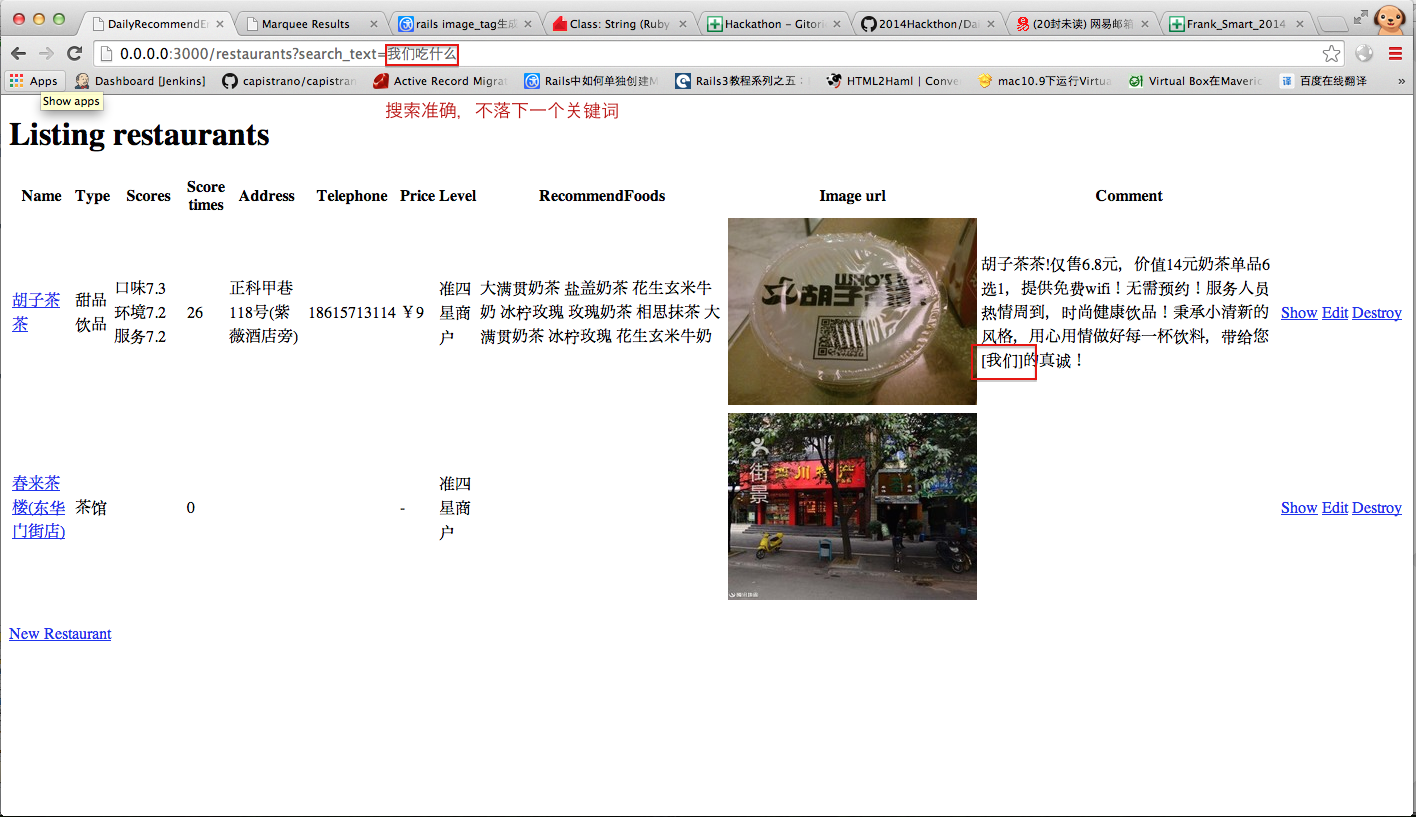 DailyRecommendEn
Marquee Results
rails image_tag生成
Class: String (Ruby
Hackathon – Gitori
2014Hackthon/Dai
(20封未读) 网易邮箱
Frank_Smart_2014
0.0.0.0:3000/restaurants?search_text=我们吃什么
Apps
Dashboard [Jenkins]
capistrano/capistran
Active Record Migrat
Rails中如何单独创建M
Rails3教程系列之五：
HTML2Haml | Conve
mac10.9下运行Virtua
Virtual Box在Maveric
百度在线翻译
»
Show apps
搜索准确，不落下一个关键词
Listing restaurants
Name Type Scores Score times Address Telephone Price Level RecommendFoods Image url Comment
胡子茶
茶
甜品
饮品
口味7.3
环境7.2
服务7.2
26
正科甲巷
118号(紫
薇酒店旁)
18615713114
￥9
准四
星商
户
大满贯奶茶 盐盖奶茶 花生玄米牛
奶 冰柠玫瑰 玫瑰奶茶 相思抹茶 大
满贯奶茶 冰柠玫瑰 花生玄米牛奶
WHO'S
胡子
胡子茶茶!仅售6.8元，价值14元奶茶单品6
选1，提供免费wifi！无需预约！服务人员
热情周到，时尚健康饮品！秉承小清新的
风格，用心用情做好每一杯饮料，带给您
[我们]的真诚！
Show Edit Destroy
春来茶
楼(东华
门街店)
茶馆
0
-
准四
星商
户
街景
四川特产
Show Edit Destroy
New Restaurant